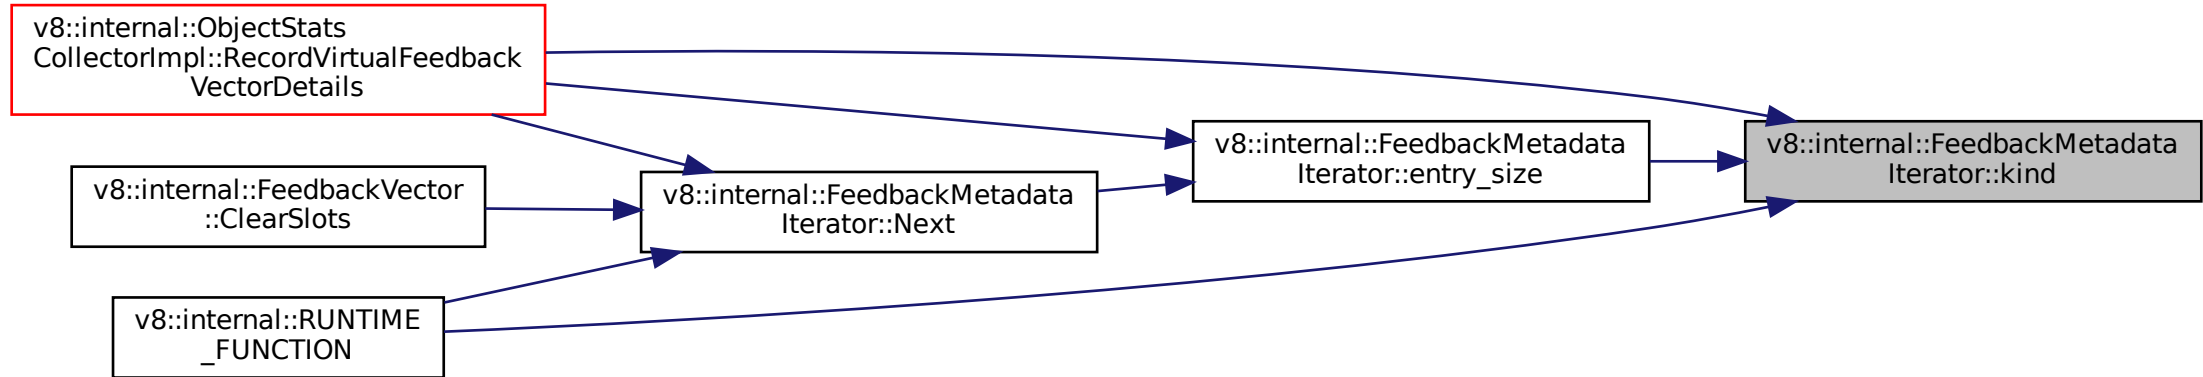 v8::internal::ObjectStats
CollectorImpl::RecordVirtualFeedback
VectorDetails
v8::internal::FeedbackVector
::ClearSlots
v8::internal::RUNTIME
_FUNCTION
v8::internal::FeedbackMetadata
Iterator::Next
v8::internal::FeedbackMetadata
Iterator::entry_size
v8::internal::FeedbackMetadata
Iterator::kind